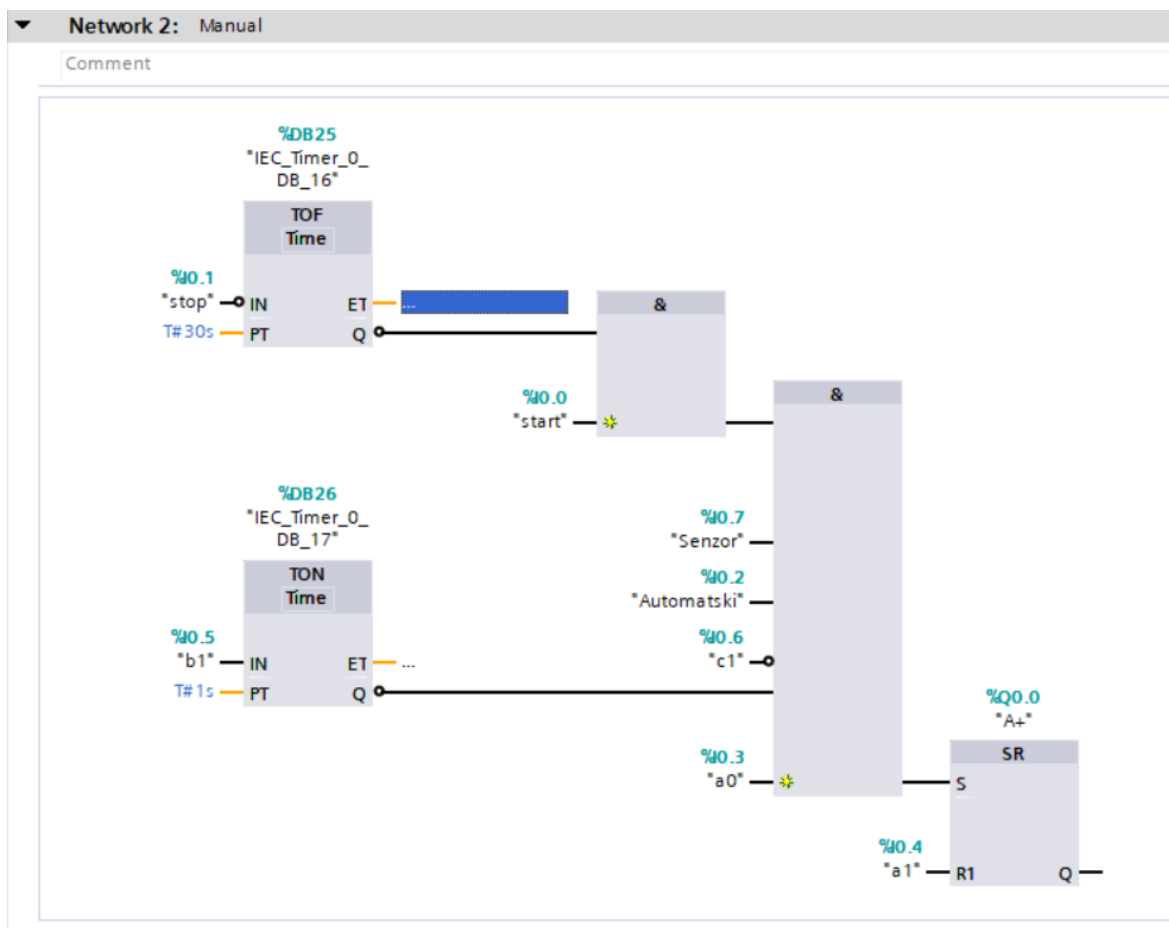 Network 2: Manual
Comment
%DB25
"IEC_Timer_0_
DB_16"
TOF
Time
%I0.1
"stop" IN ET ...
T#30s PT Q
&
%I0.0
"start"
&
%DB26
"IEC_Timer_0_
DB_17"
TON
Time
%I0.5
"b1" IN ET ...
T#1s PT Q
%I0.7
"Senzor"
%I0.2
"Automatski"
%I0.6
"c1"
%I0.3
"a0"
%Q0.0
"A+"
SR
S
%I0.4
"a1" R1 Q